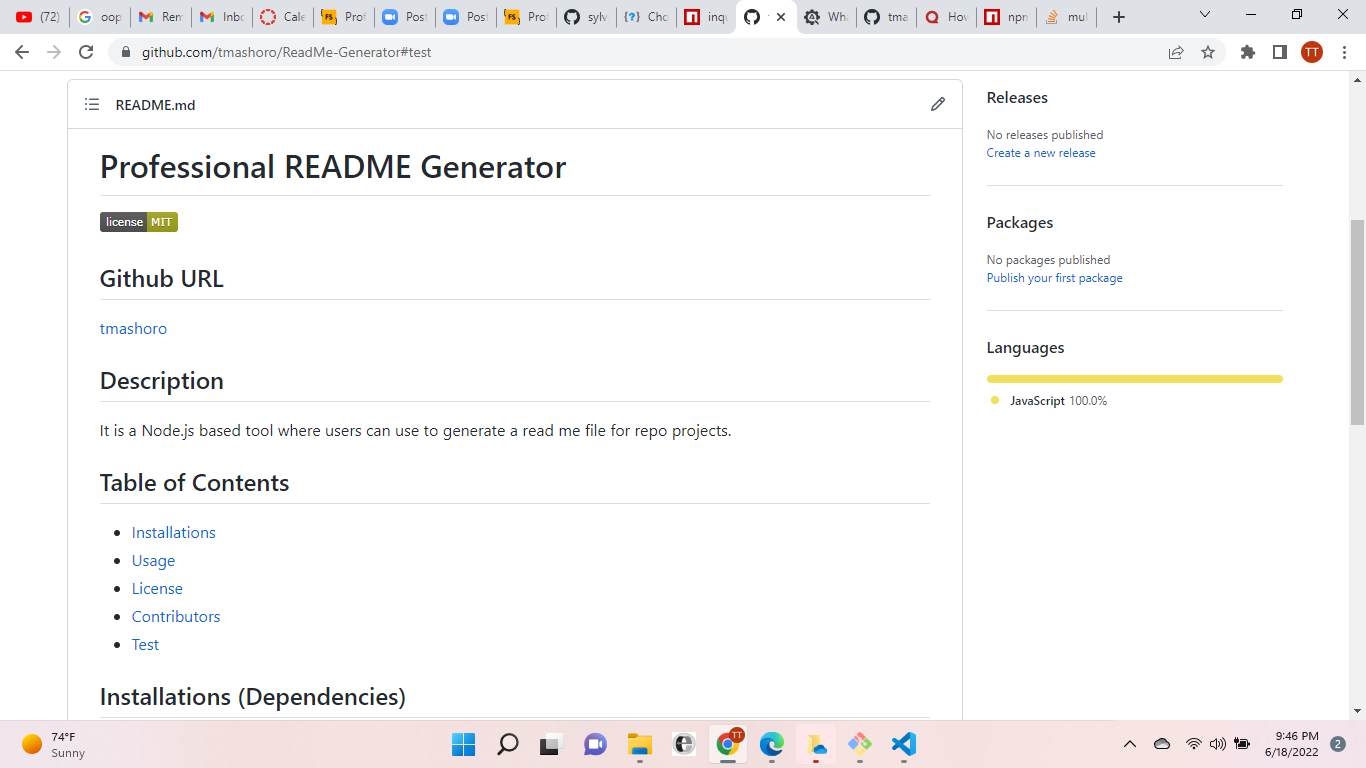 (72)
oop
Rem
Inbo
Cale
Prof
Post
Post
Prof
sylv
Cho
inqu
Wha
tma
How
npm
mul
github.com/tmashoro/ReadMe-Generator#test
TT
README.md
Professional README Generator
license MIT
Github URL
tmashoro
Description
It is a Node.js based tool where users can use to generate a read me file for repo projects.
Table of Contents
Installations
Usage
License
Contributors
Test
Installations (Dependencies)
Releases
No releases published
Create a new release
Packages
No packages published
Publish your first package
Languages
JavaScript 100.0%
74°F
Sunny
TT
9:46 PM
6/18/2022
2